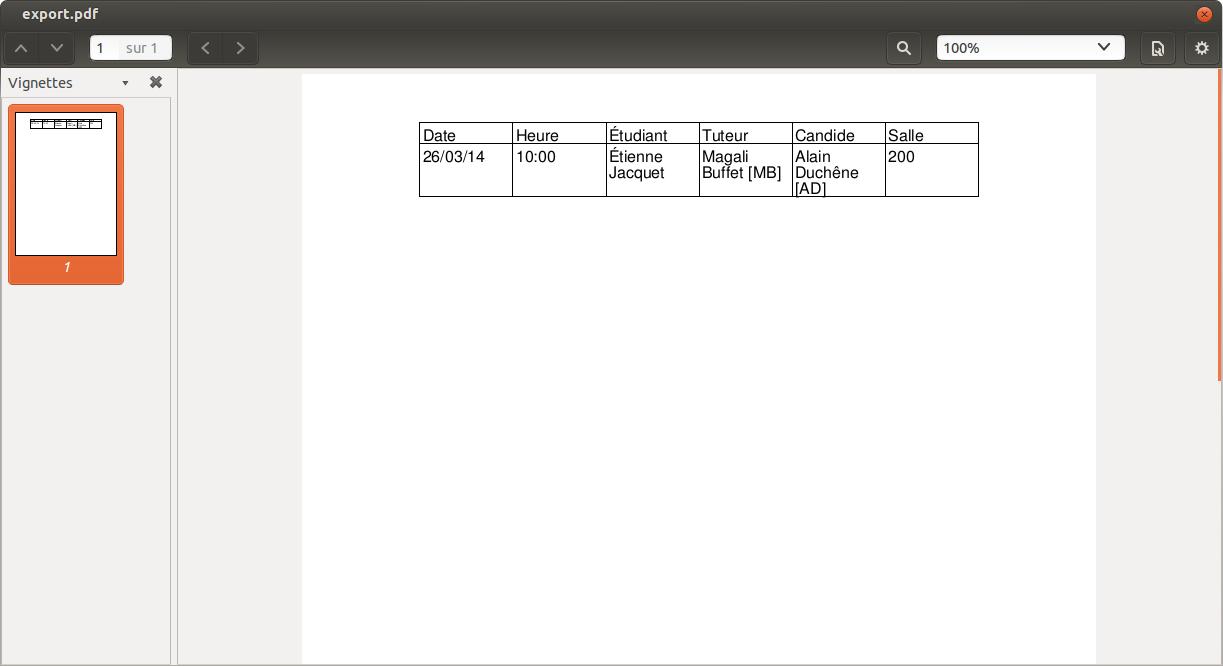 export.pdf
1 sur 1
100%
Vignettes
1
Date Heure Étudiant Tuteur Candide Salle
26/03/14 10:00 Étienne Magali Alain 200
Jacquet Buffet [MB] Duchêne
[AD]